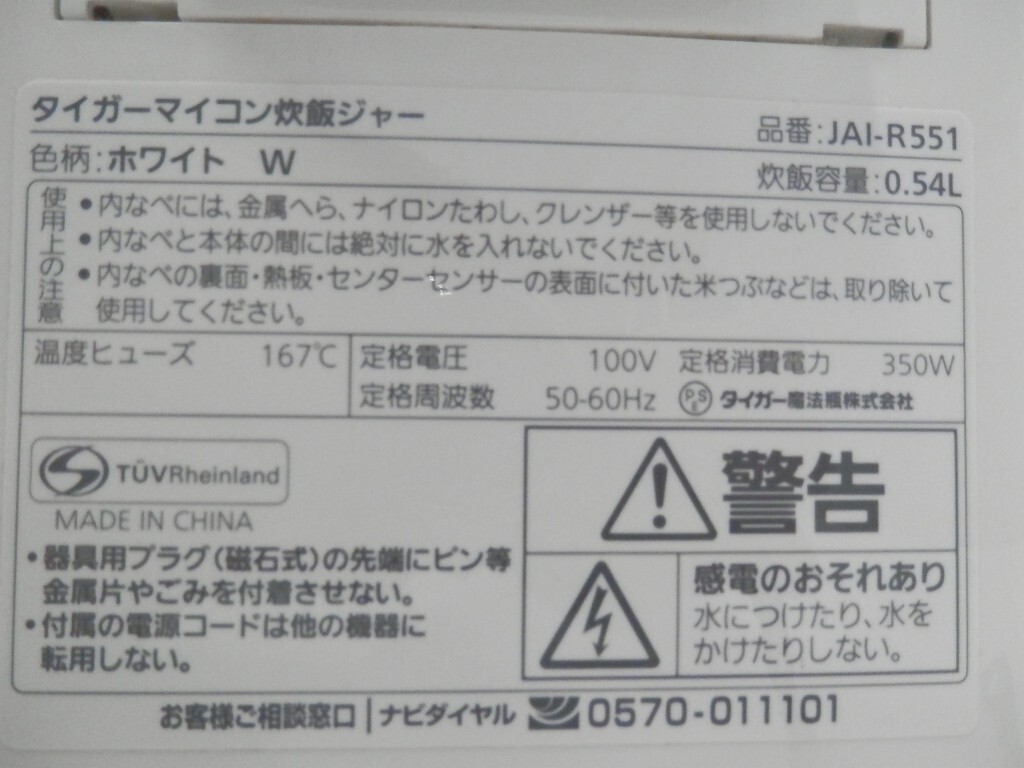 タイガーマイコン炊飯ジャー
品番:JAI-R551
色柄:ホワイト W
炊飯容量:0.54L
使用上の注意
•内なべには、金属へら、ナイロンたわし、クレンザー等を使用しないでください。
•内なべと本体の間には絶対に水を入れないでください。
•内なべの裏面・熱板・センターセンサーの表面に付いた米つぶなどは、取り除いて
使用してください。
温度ヒューズ 167℃
定格電圧 100V 定格消費電力 350W
定格周波数 50-60Hz PSE タイガー魔法瓶株式会社
TÜVRheinland
MADE IN CHINA
•器具用プラグ(磁石式)の先端にピン等
金属片やごみを付着させない。
•付属の電源コードは他の機器に
転用しない。
警告
感電のおそれあり
水につけたり、水を
かけたりしない。
お客様ご相談窓口|ナビダイヤル 0570-011101